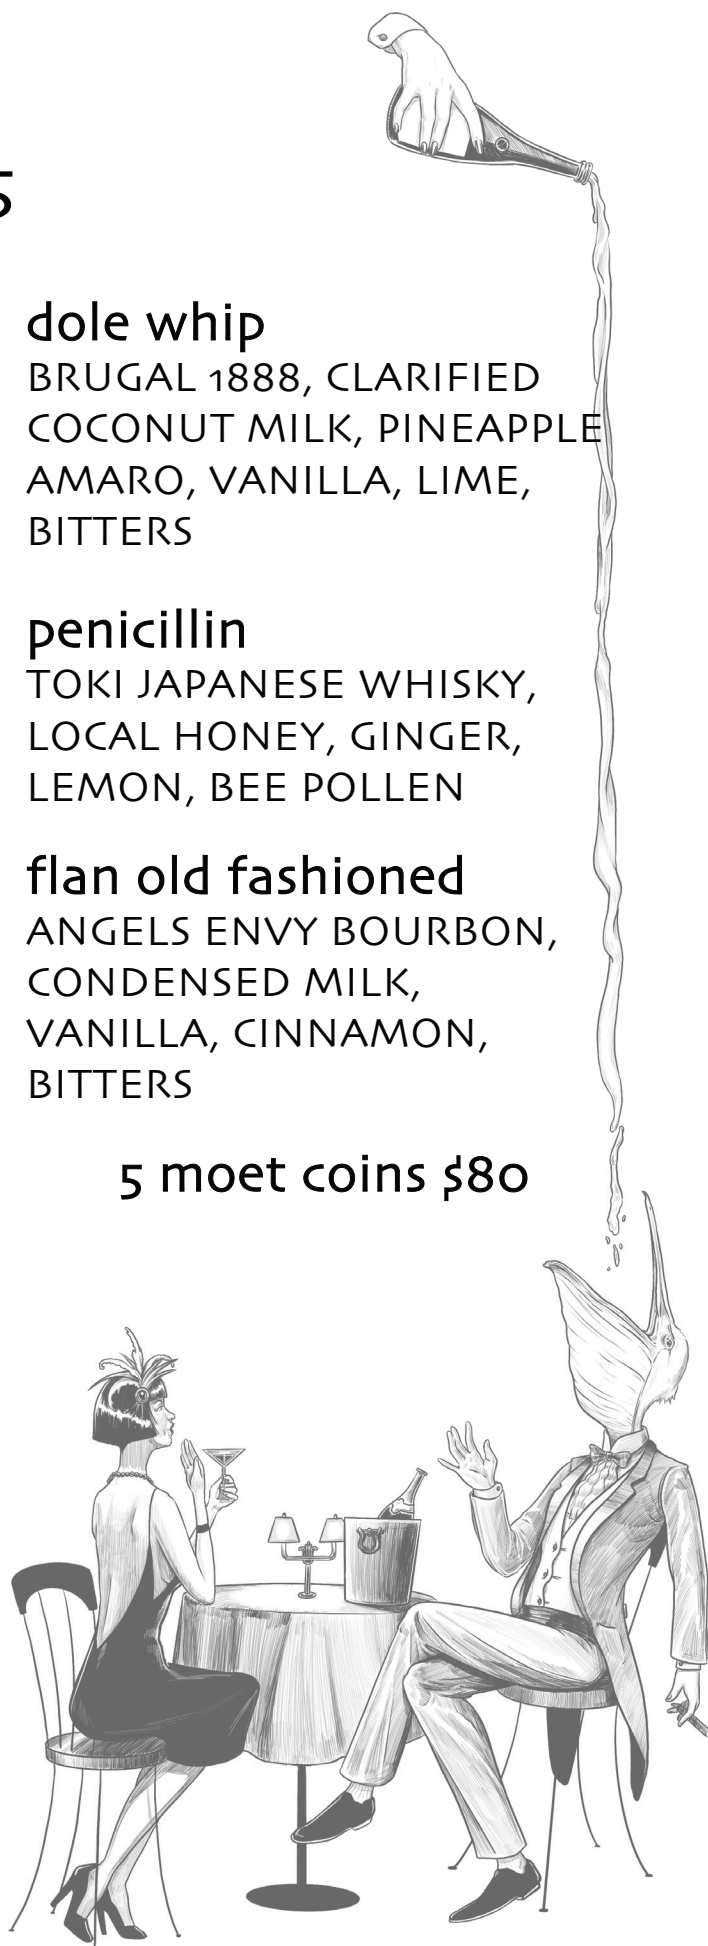 5
dole whip
BRUGAL 1888, CLARIFIED
COCONUT MILK, PINEAPPLE
AMARO, VANILLA, LIME,
BITTERS
penicillin
TOKI JAPANESE WHISKY,
LOCAL HONEY, GINGER,
LEMON, BEE POLLEN
flan old fashioned
ANGELS ENVY BOURBON,
CONDENSED MILK,
VANILLA, CINNAMON,
BITTERS
5 moet coins $80